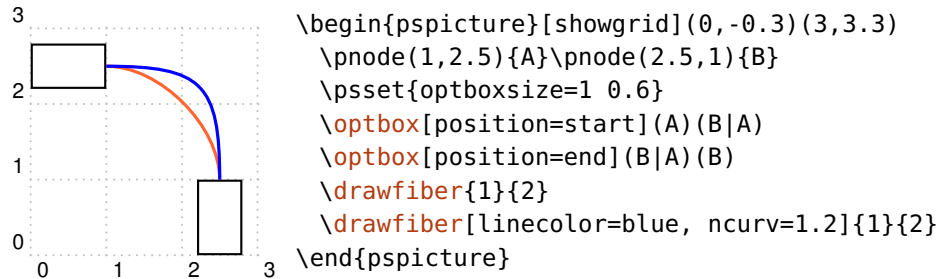 3
2
1
0
0 1 2 3
\begin{pspicture}[showgrid](0,-0.3)(3,3.3)
\pnode(1,2.5){A}\pnode(2.5,1){B}
\psset{optboxsize=1 0.6}
\optbox[position=start](A)(B|A)
\optbox[position=end](B|A)(B)
\drawfiber{1}{2}
\drawfiber[linecolor=blue, ncurv=1.2]{1}{2}
\end{pspicture}